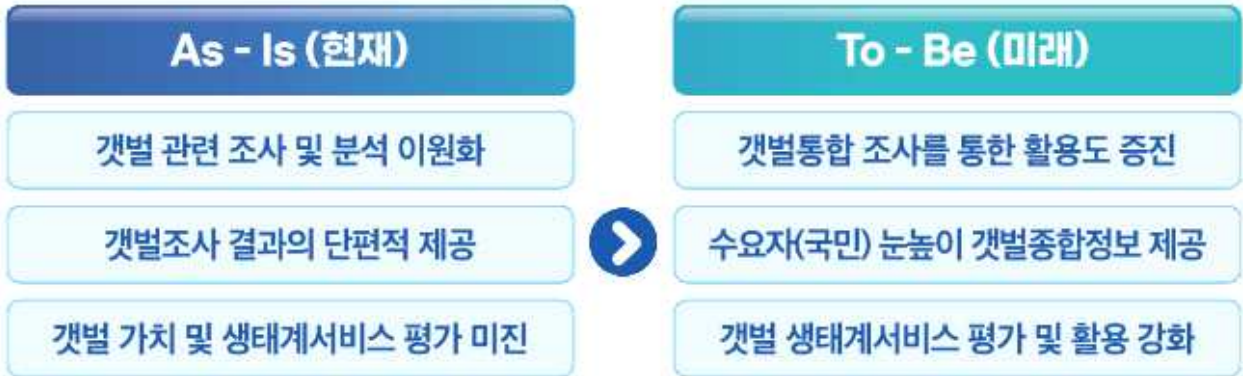 As - Is (현재)
갯벌 관련 조사 및 분석 이원화
갯벌조사 결과의 단편적 제공
갯벌 가치 및 생태계서비스 평가 미진
To - Be (미래)
갯벌통합 조사를 통한 활용도 증진
수요자(국민) 눈높이 갯벌종합정보 제공
갯벌 생태계서비스 평가 및 활용 강화